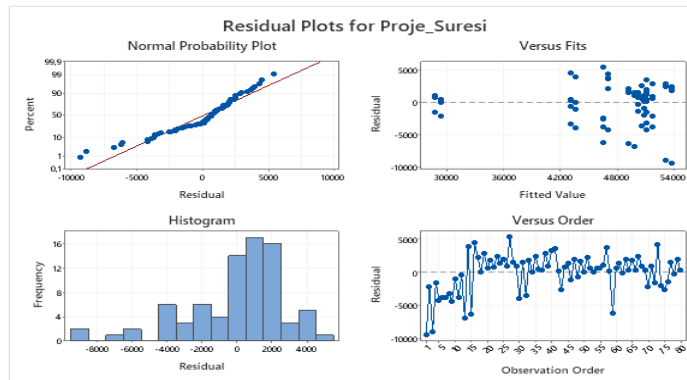 Residual Plots for Proje_Suresi
Normal Probability Plot
99,9
99
90
50
10
1
0,1
Percent
-10000 -5000 0 5000 10000
Residual
Versus Fits
5000
0
-5000
-10000
Residual
30000 36000 42000 48000 54000
Fitted Value
Histogram
16
12
8
4
0
Frequency
-8000 -6000 -4000 -2000 0 2000 4000
Residual
Versus Order
5000
0
-5000
-10000
Residual
1 5 10 15 20 25 30 35 40 45 50 55 60 65 70 75 80
Observation Order